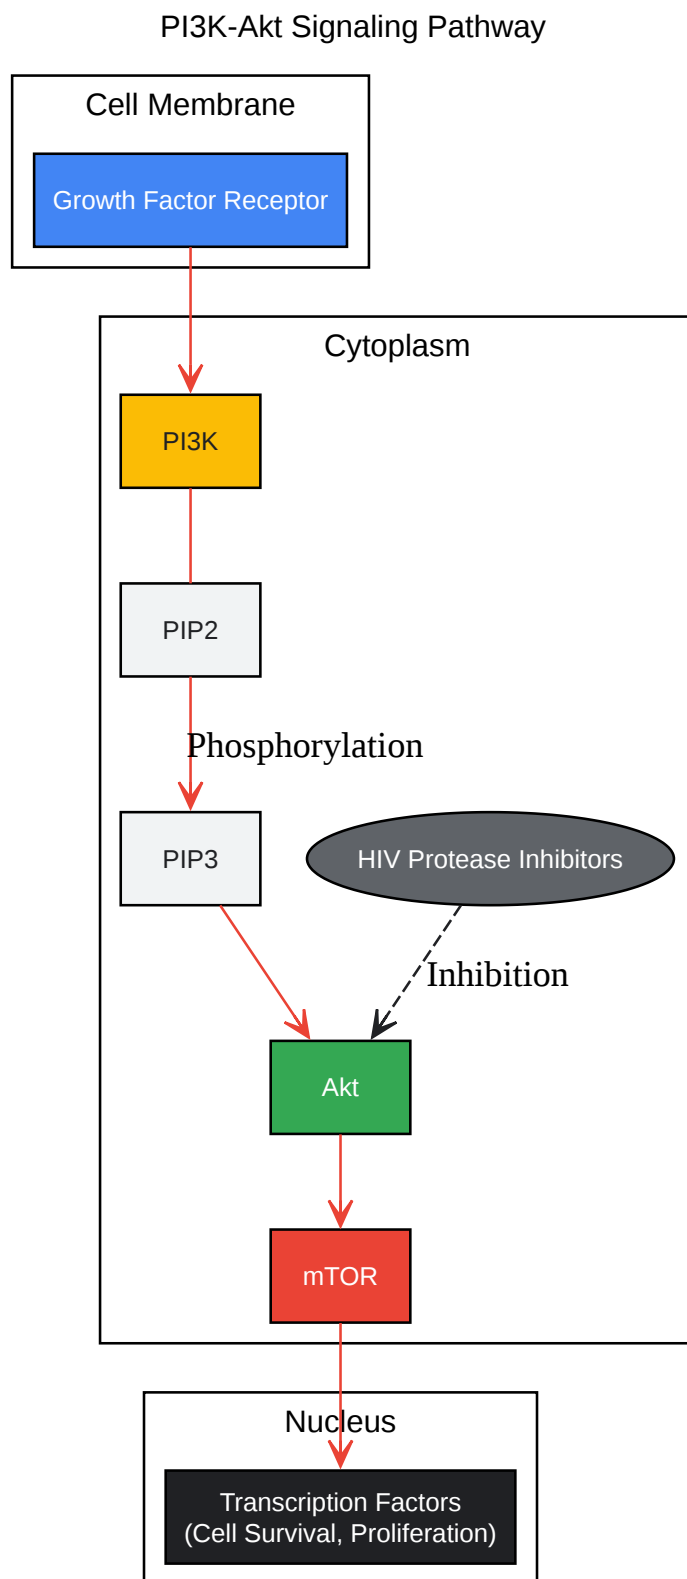 PI3K-Akt Signaling Pathway
Cell Membrane
Growth Factor Receptor
Cytoplasm
PI3K
PIP2
Phosphorylation
PIP3
HIV Protease Inhibitors
Inhibition
Akt
mTOR
Nucleus
Transcription Factors
(Cell Survival, Proliferation)